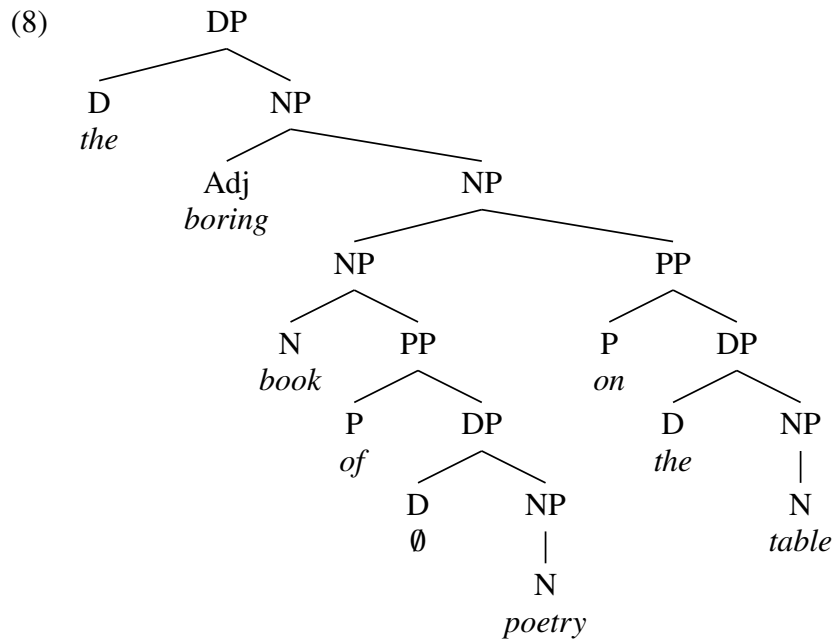 (8) DP
D NP
the
Adj NP
boring
NP PP
N PP P DP
book on
P DP D NP
of the
D NP N
∅ table
N
poetry